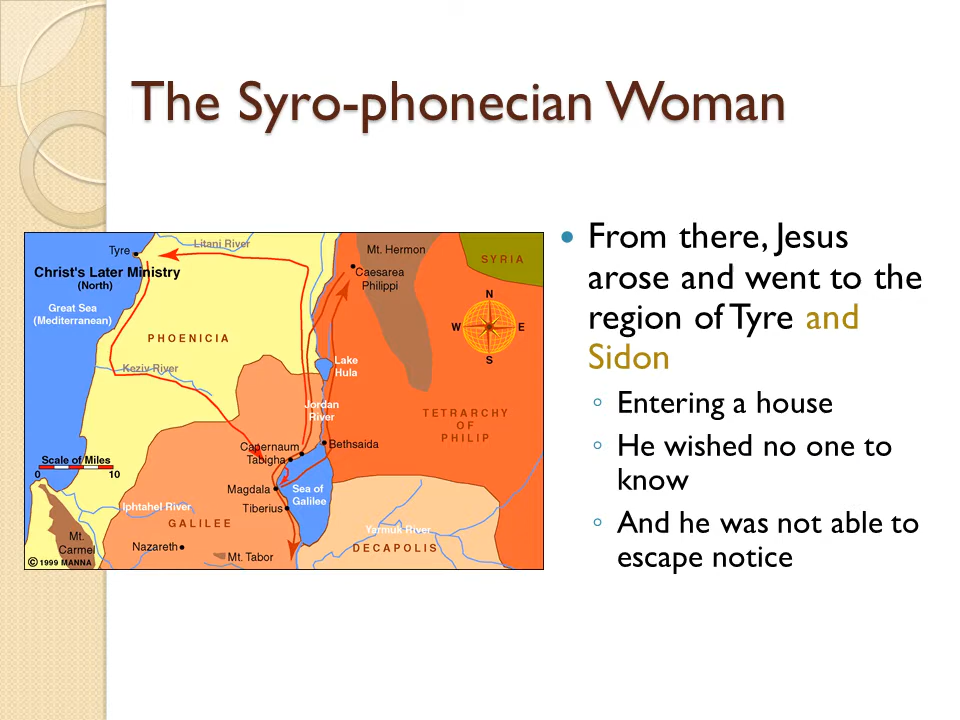 The Syro-phonecian Woman
Tyre
Litani River
Mt. Hermon
SYRIA
Christ's Later Ministry
(North)
Caesarea
Philippi
Great Sea
(Mediterranean)
N
W
E
S
PHOENICIA
Keziv River
Lake
Hula
Jordan
River
TETRARCHY
OF
PHILIP
Capernaum
Bethsaida
Tabigha
Scale of Miles
0 10
Magdala
Sea of
Galilee
Iphtahel River
Tiberius
GALILEE
Yarmuk River
Mt.
Carmel
Nazareth
Mt. Tabor
DECAPOLIS
© 1999 MANNA
• From there, Jesus
arose and went to the
region of Tyre and
Sidon
◦ Entering a house
◦ He wished no one to
know
◦ And he was not able to
escape notice